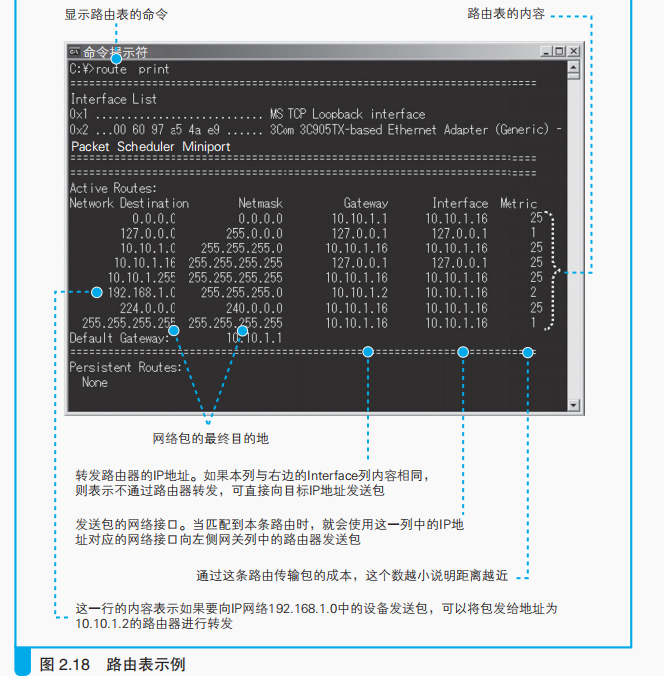 显示路由表的命令
路由表的内容
命令提示符
C:¥>route print
Interface List
0x1 ........................... MS TCP Loopback interface
0x2 ...00 60 97 a5 4a e9 ...... 3Com 3C905TX-based Ethernet Adapter (Generic) -
Packet Scheduler Miniport
Active Routes:
Network Destination Netmask Gateway Interface Metric
0.0.0.0 0.0.0.0 10.10.1.1 10.10.1.16 25
127.0.0.0 255.0.0.0 127.0.0.1 127.0.0.1 1
10.10.1.0 255.255.255.0 10.10.1.16 10.10.1.16 25
10.10.1.16 255.255.255.255 127.0.0.1 127.0.0.1 25
10.10.1.255 255.255.255.255 10.10.1.16 10.10.1.16 25
192.168.1.0 255.255.255.0 10.10.1.2 10.10.1.16 2
224.0.0.0 240.0.0.0 10.10.1.16 10.10.1.16 25
255.255.255.255 255.255.255.255 10.10.1.16 10.10.1.16 1
Default Gateway: 10.10.1.1
Persistent Routes:
None
网络包的最终目的地
转发路由器的IP地址。如果本列与右边的Interface列内容相同，
则表示不通过路由器转发，可直接向目标IP地址发送包
发送包的网络接口。当匹配到本条路由时，就会使用这一列中的IP地
址对应的网络接口向左侧网关列中的路由器发送包
通过这条路由传输包的成本，这个数越小说明距离越近
这一行的内容表示如果要向IP网络192.168.1.0中的设备发送包，可以将包发给地址为
10.10.1.2的路由器进行转发
图 2.18 路由表示例